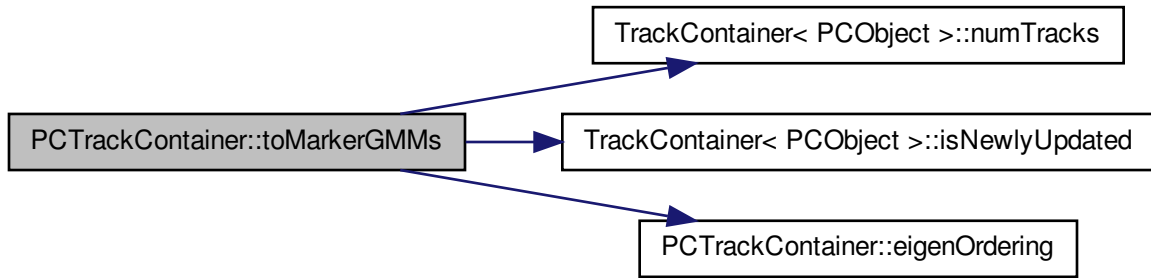 TrackContainer< PCObject >::numTracks
PCTrackContainer::toMarkerGMMs
TrackContainer< PCObject >::isNewlyUpdated
PCTrackContainer::eigenOrdering